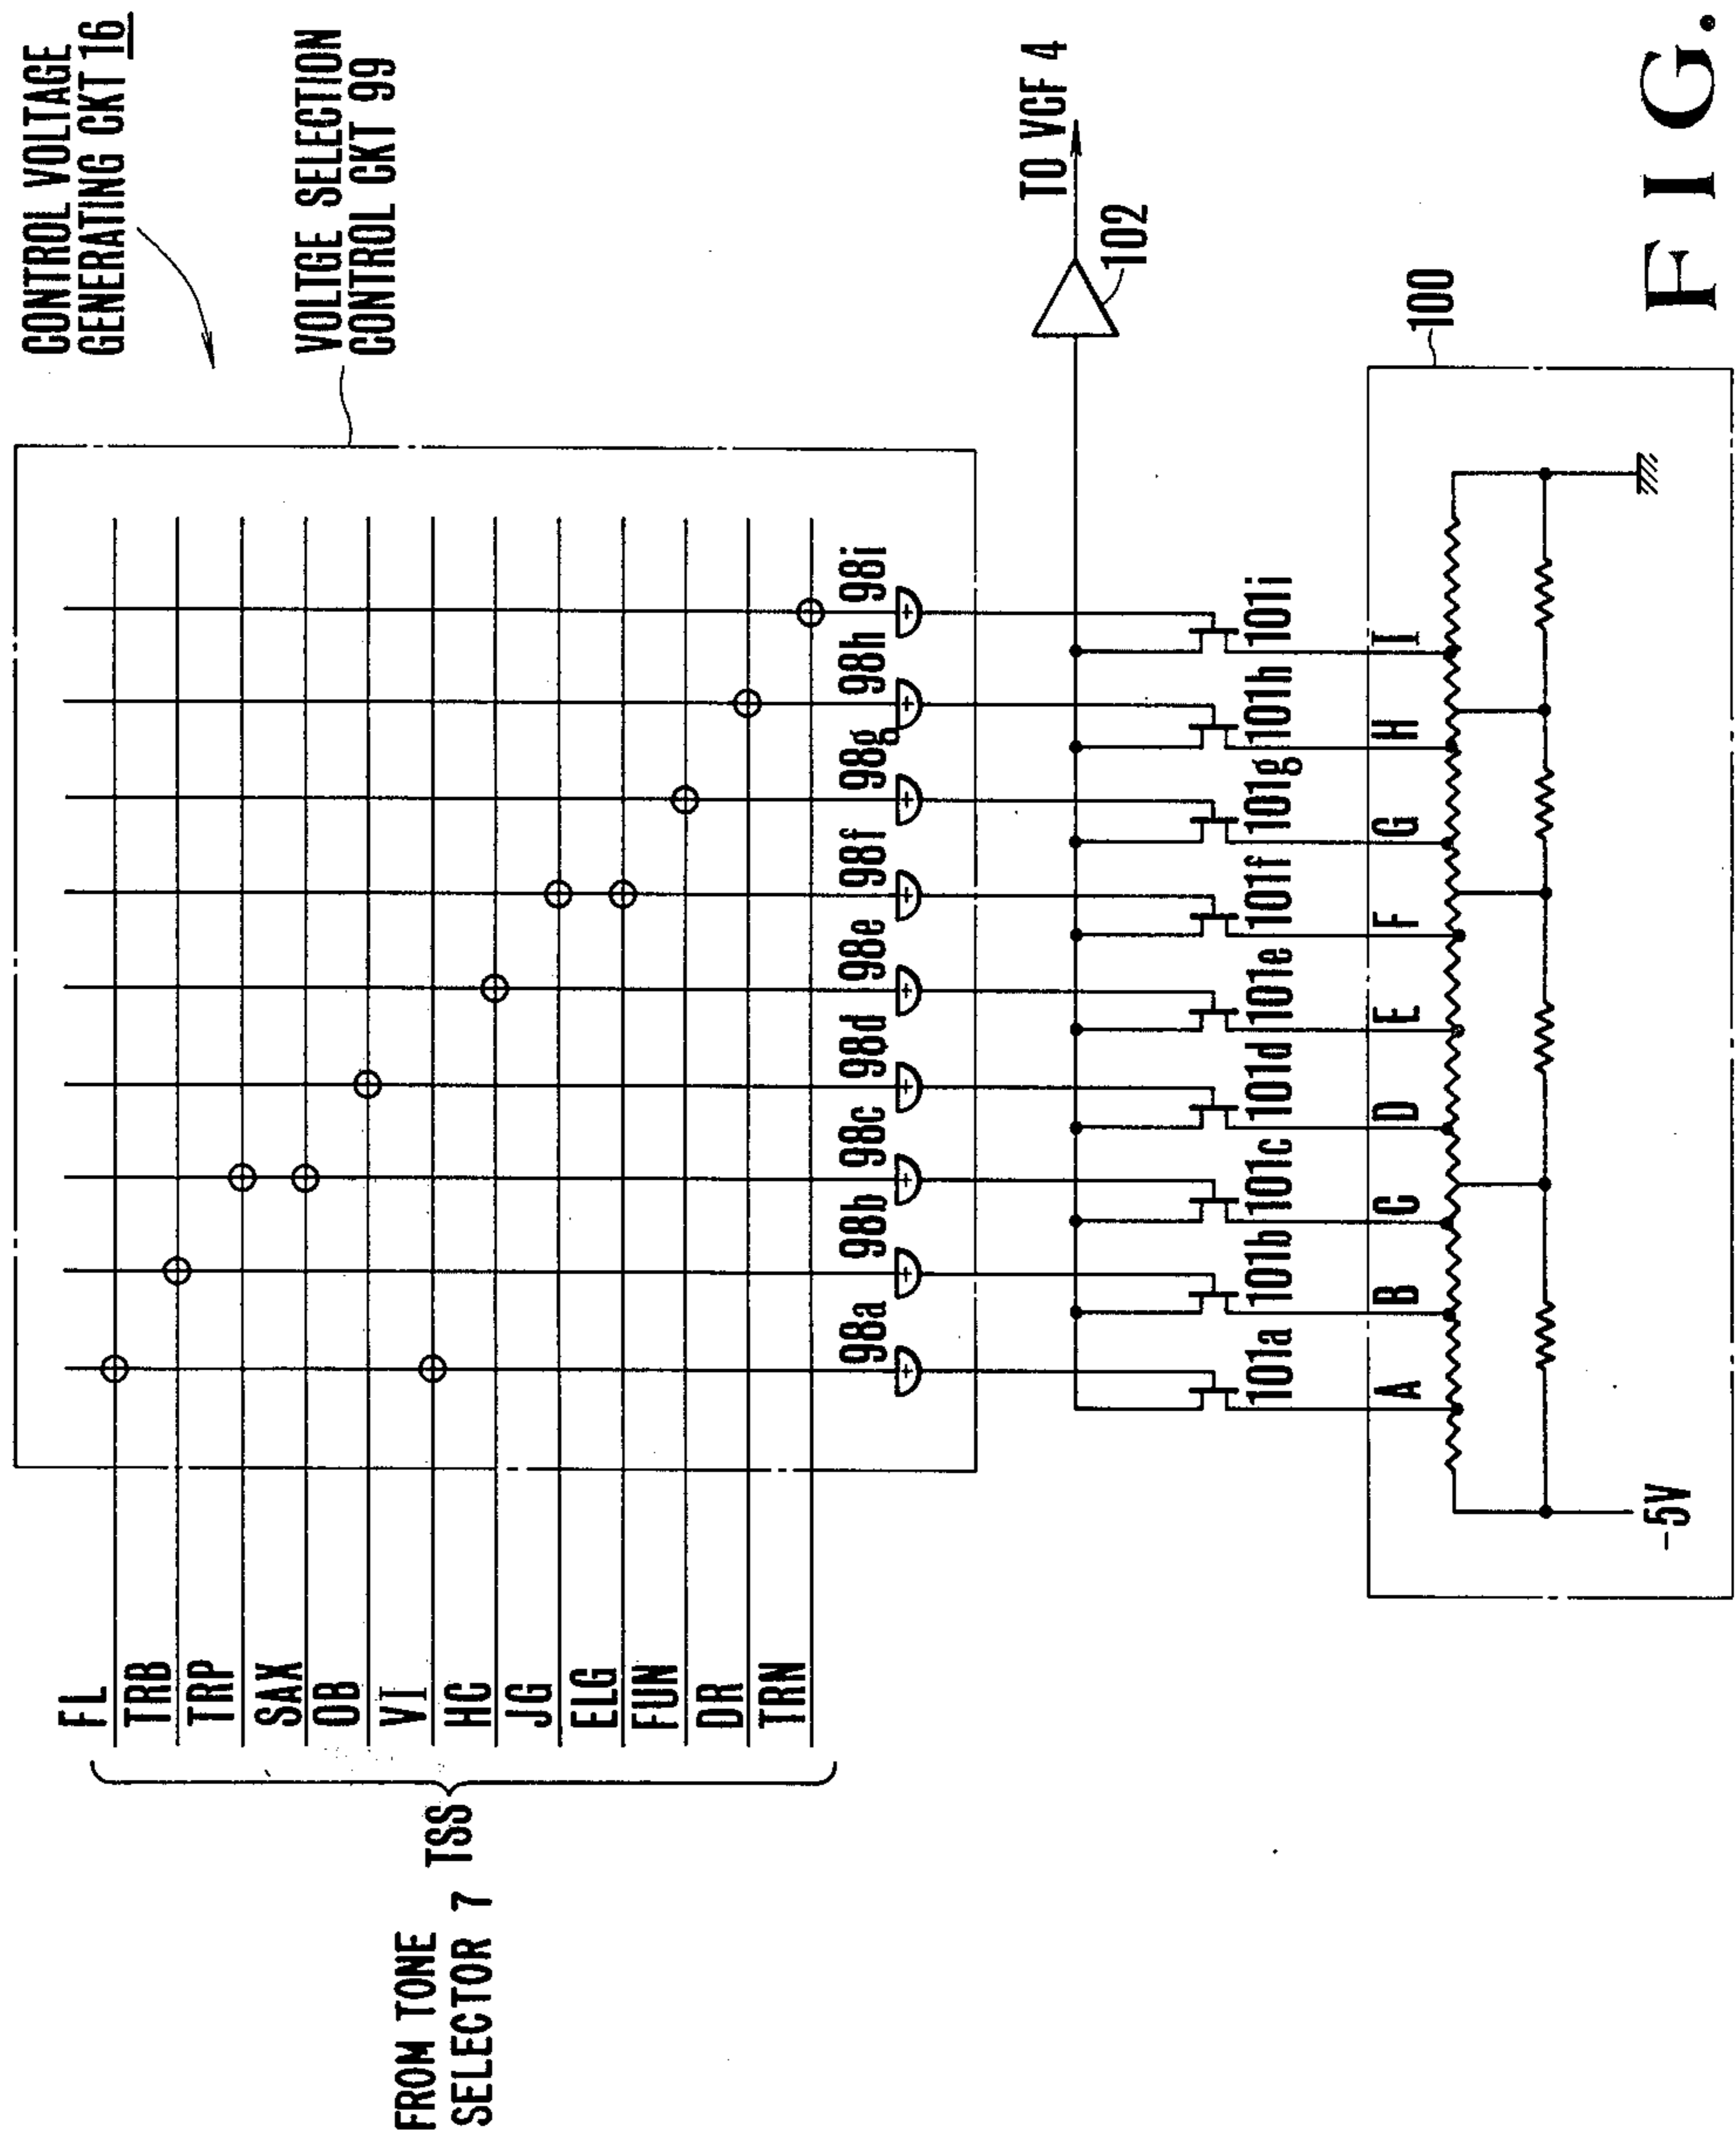 CONTROL VOLTAGE
GENERATING CKT 16
VOLTGE SELECTION
CONTROL CKT 99
FROM TONE
SELECTOR 7
TSS
FL
TRB
TRP
SAX
OB
VI
HC
JG
ELG
FUN
DR
TRN
98a 98b 98c 98d 98e 98f 98g 98h 98i
TO VCF 4
102
101a 101b 101c 101d 101e 101f 101g 101h 101i
A B C D E F G H I
100
-5V
FIG.